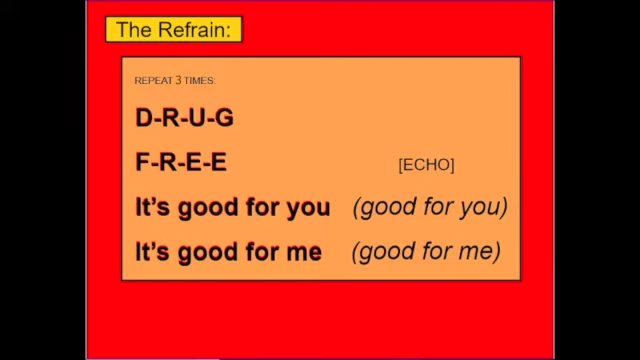 The Refrain:
REPEAT 3 TIMES:
D-R-U-G
F-R-E-E [ECHO]
It's good for you (good for you)
It's good for me (good for me)